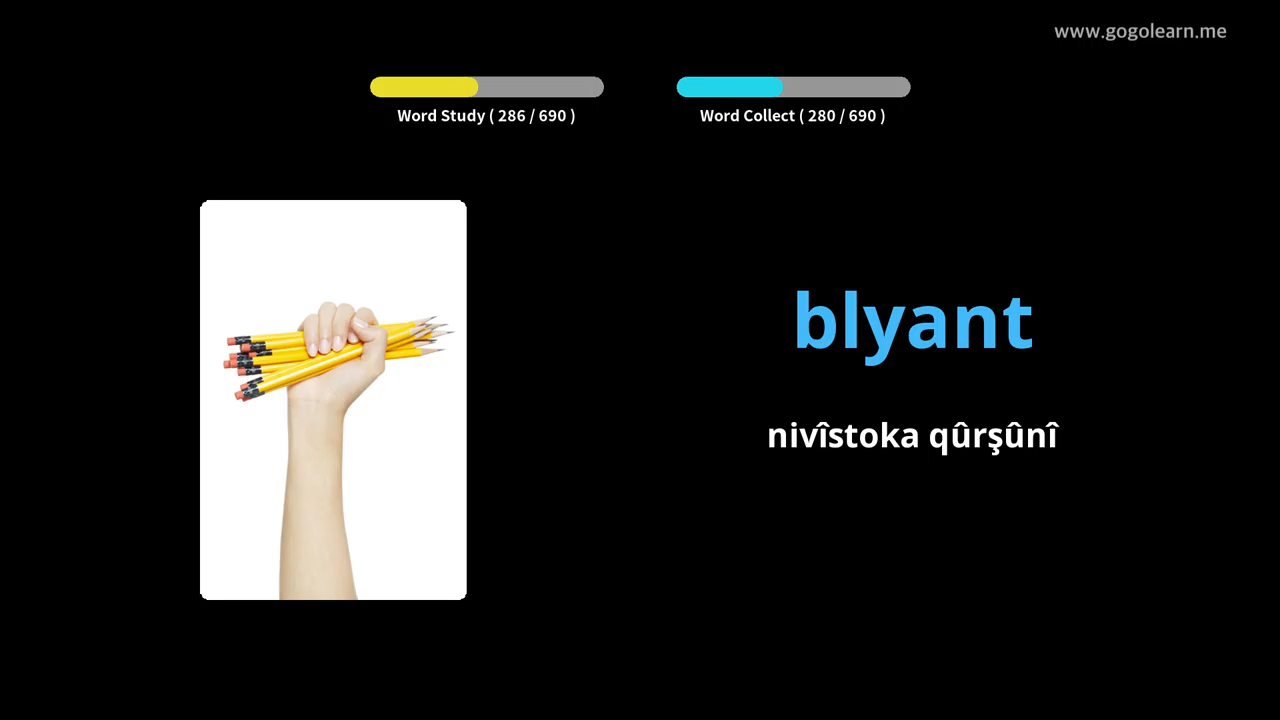 www.gogolearn.me
Word Study ( 286 / 690 )
Word Collect ( 280 / 690 )
blyant
nivîstoka qûrşûnî